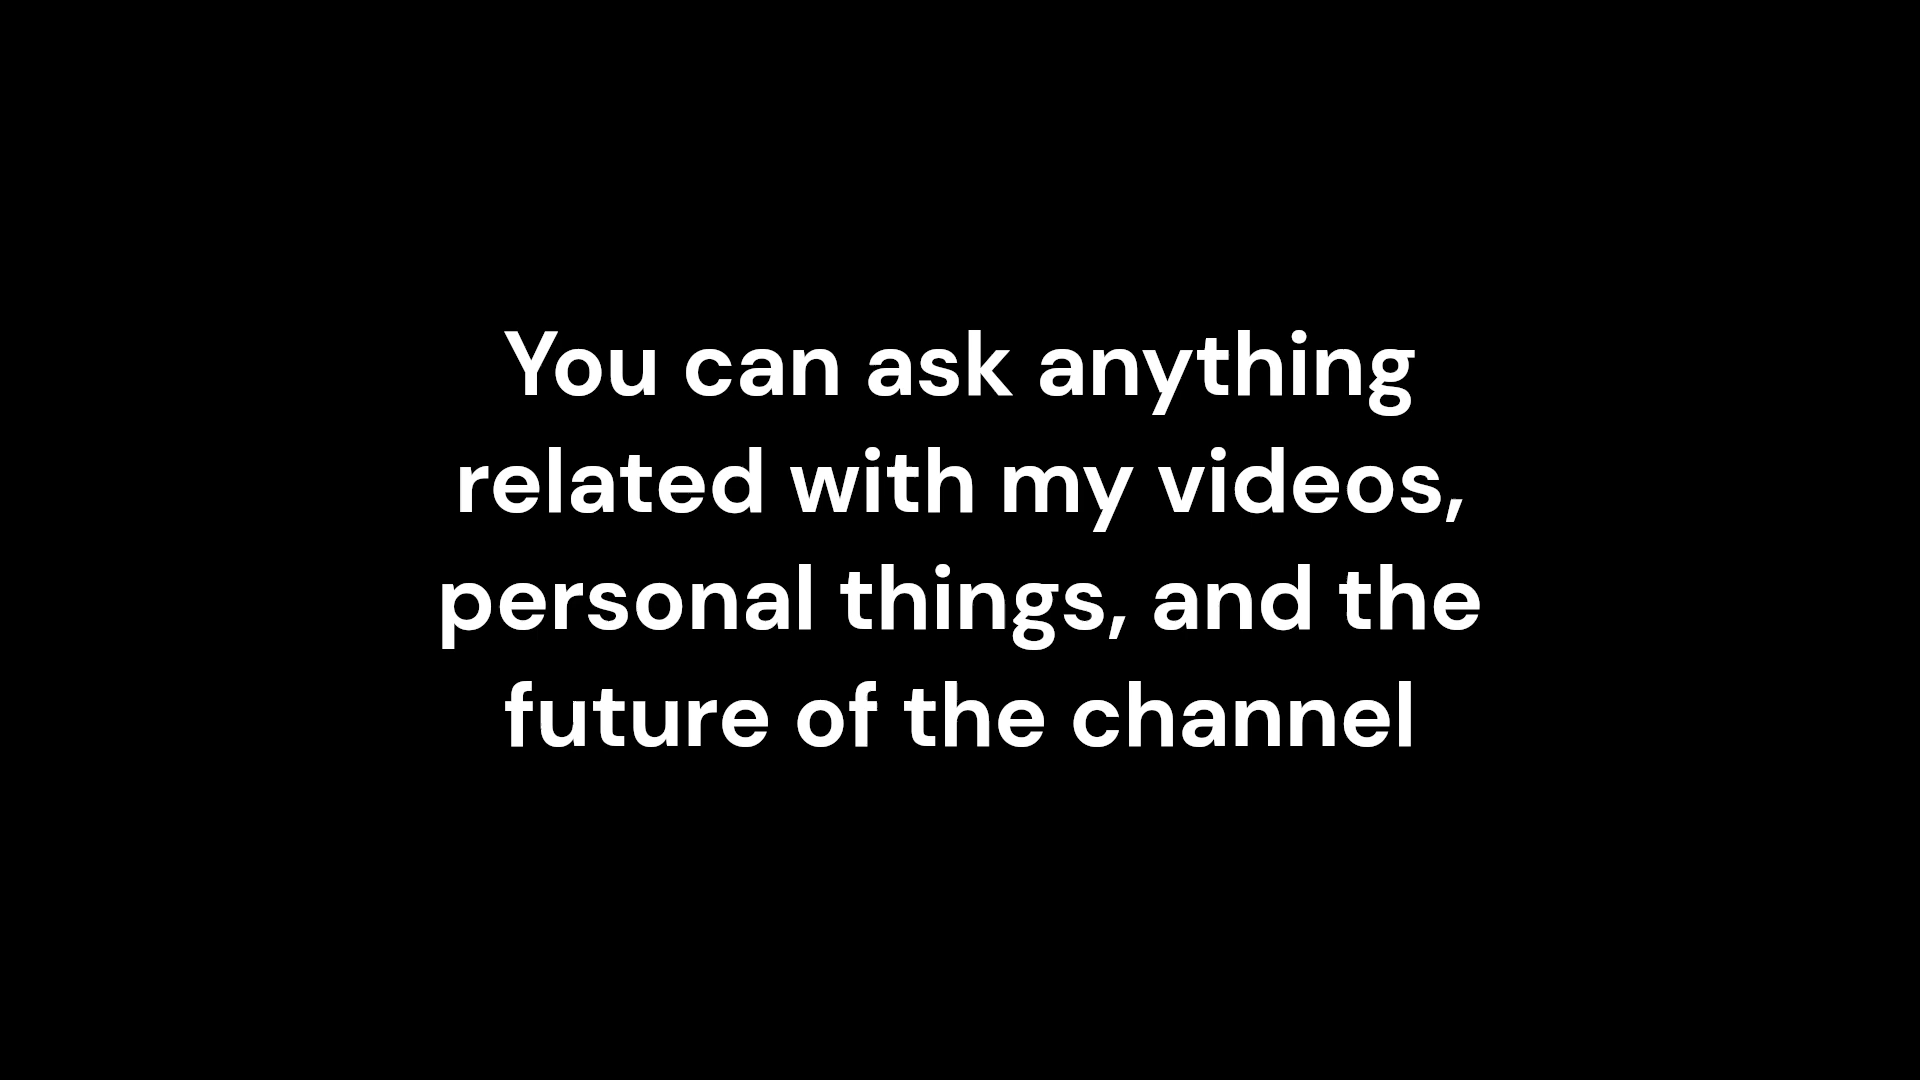 You can ask anything
related with my videos,
personal things, and the
future of the channel